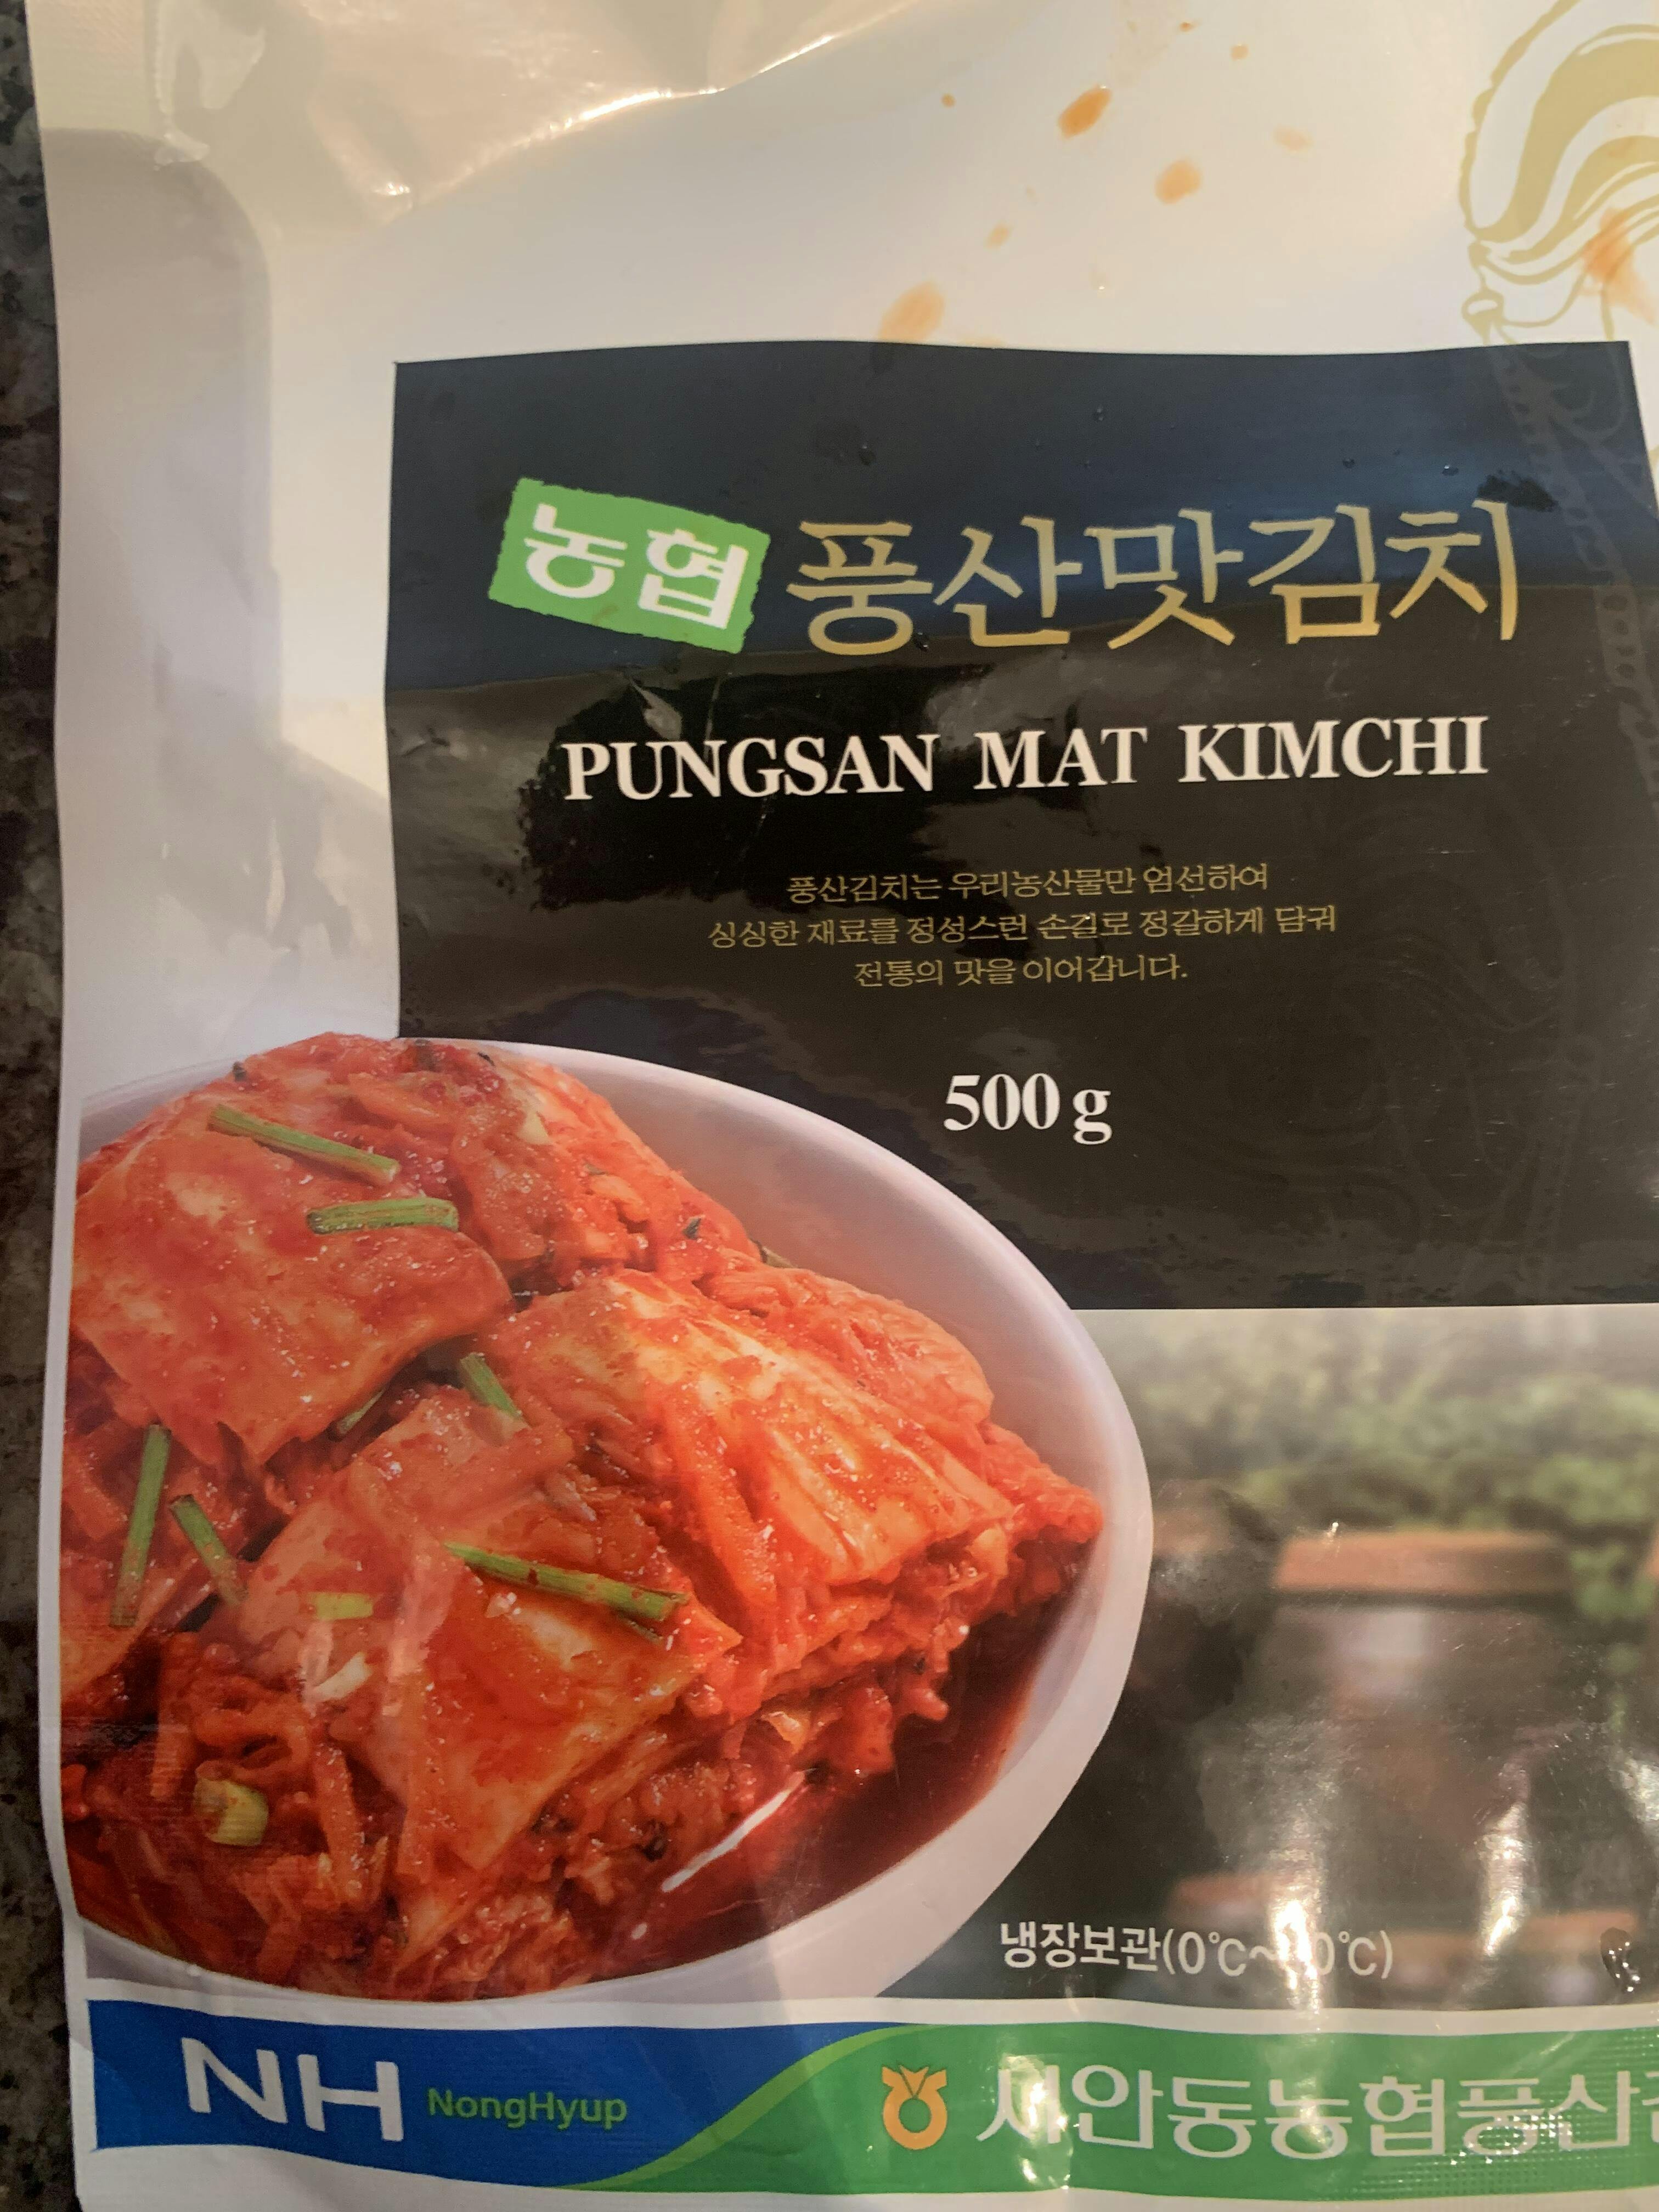 농협 풍산맛김치
PUNGSAN MAT KIMCHI
풍산김치는 우리농산물만 엄선하여
싱싱한 재료를 정성스런 손길로 정갈하게 담궈
전통의 맛을 이어갑니다.
500 g
냉장보관(0℃~10℃)
NH NongHyup
서안동농협풍산김